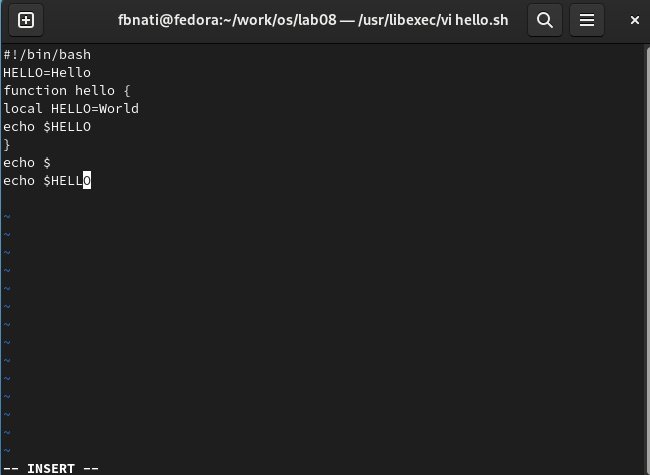 fbnati@fedora:~/work/os/lab08 — /usr/libexec/vi hello.sh
#!/bin/bash
HELLO=Hello
function hello {
local HELLO=World
echo $HELLO
}
echo $
echo $HELLO
~
~
~
~
~
~
~
~
~
~
~
~
~
~
-- INSERT --